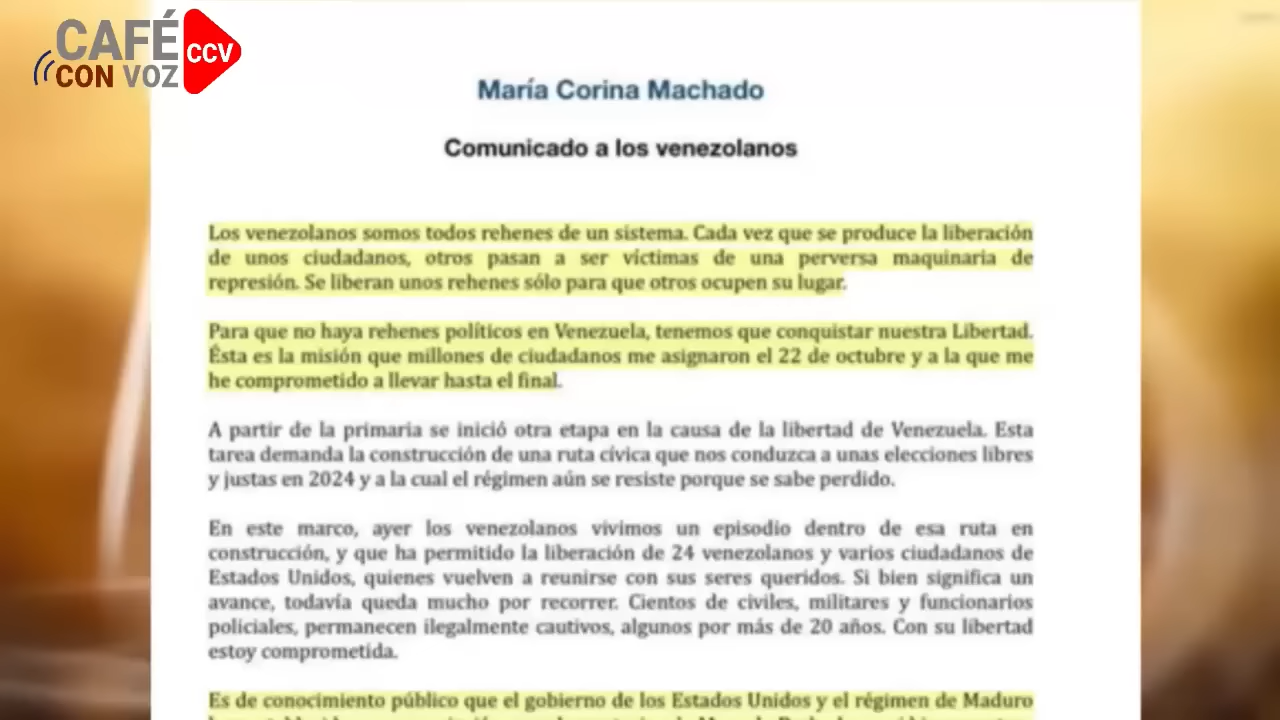 CAFÉ
CON VOZ
CCV
María Corina Machado
Comunicado a los venezolanos
Los venezolanos somos todos rehenes de un sistema. Cada vez que se produce la liberación
de unos ciudadanos, otros pasan a ser víctimas de una perversa maquinaria de
represión. Se liberan unos rehenes sólo para que otros ocupen su lugar.
Para que no haya rehenes políticos en Venezuela, tenemos que conquistar nuestra Libertad.
Ésta es la misión que millones de ciudadanos me asignaron el 22 de octubre y a la que me
he comprometido a llevar hasta el final.
A partir de la primaria se inició otra etapa en la causa de la libertad de Venezuela. Esta
tarea demanda la construcción de una ruta cívica que nos conduzca a unas elecciones libres
y justas en 2024 y a la cual el régimen aún se resiste porque se sabe perdido.
En este marco, ayer los venezolanos vivimos un episodio dentro de esa ruta en
construcción, y que ha permitido la liberación de 24 venezolanos y varios ciudadanos de
Estados Unidos, quienes vuelven a reunirse con sus seres queridos. Si bien significa un
avance, todavía queda mucho por recorrer. Cientos de civiles, militares y funcionarios
policiales, permanecen ilegalmente cautivos, algunos por más de 20 años. Con su libertad
estoy comprometida.
Es de conocimiento público que el gobierno de los Estados Unidos y el régimen de Maduro